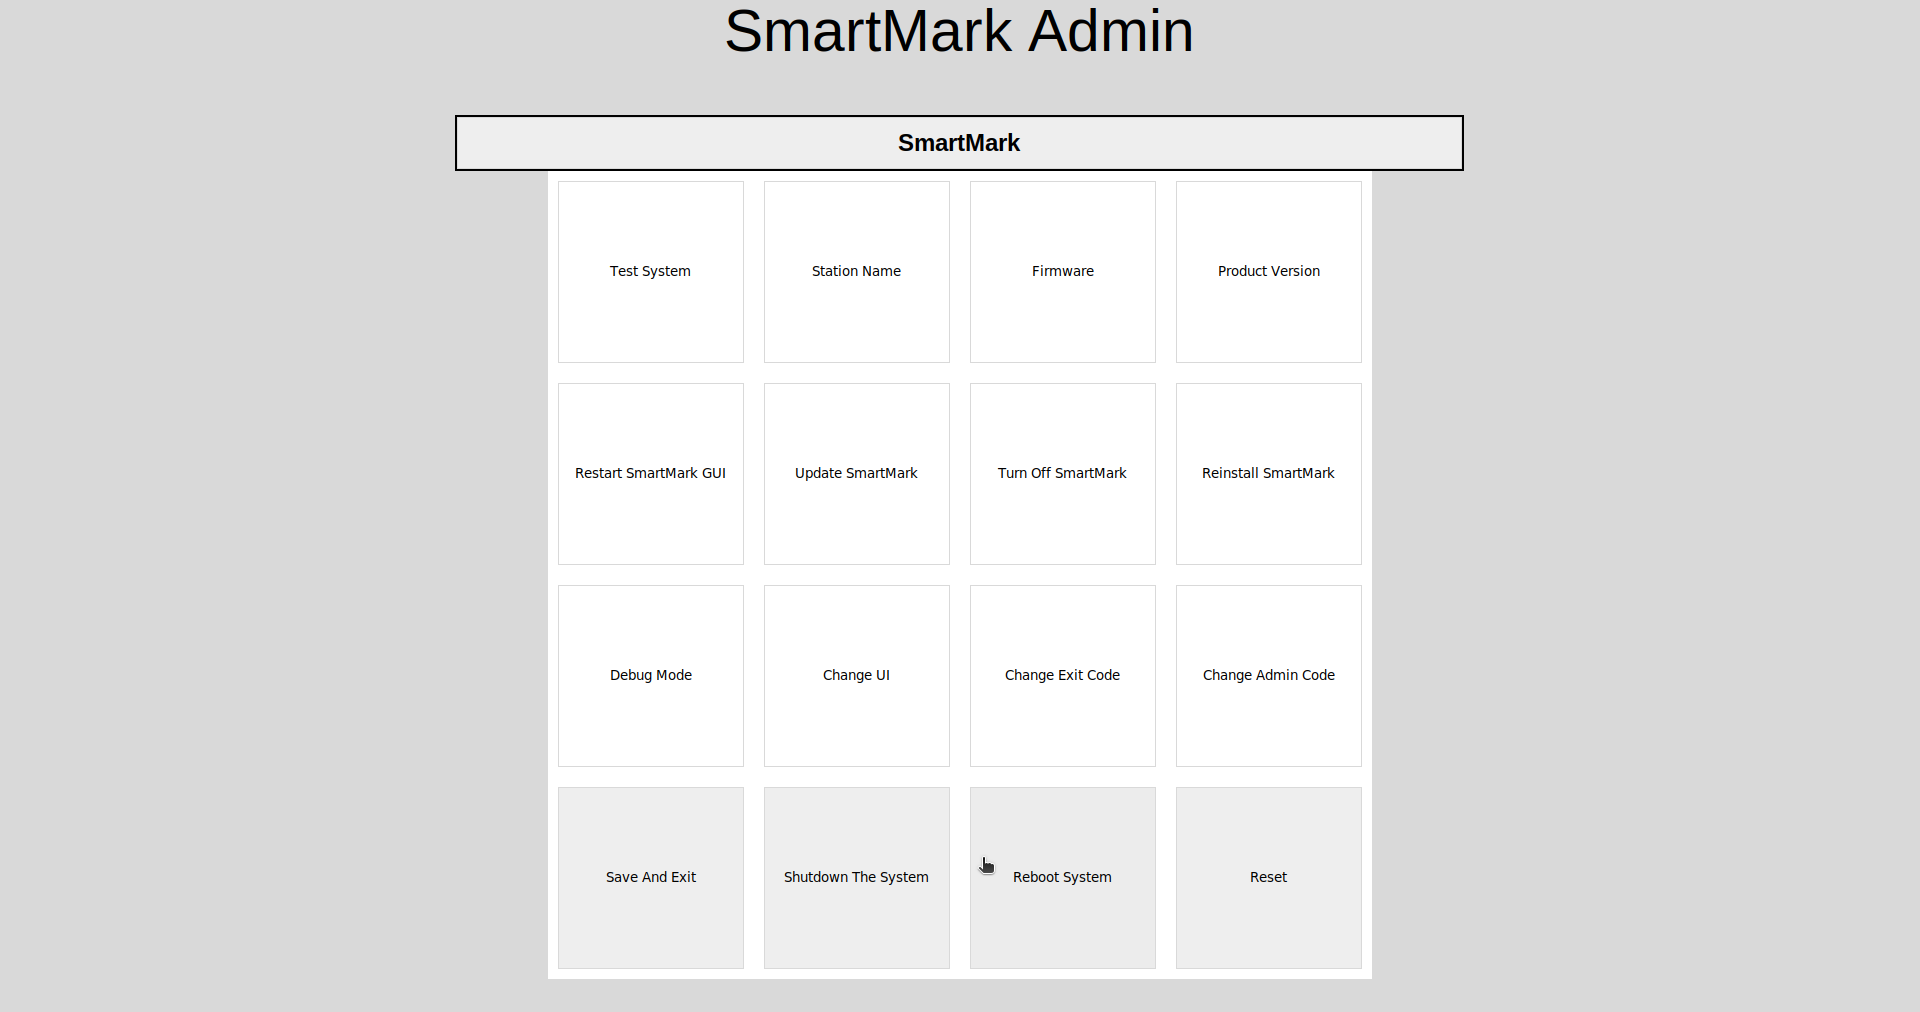 SmartMark Admin
SmartMark
Test System
Station Name
Firmware
Product Version
Restart SmartMark GUI
Update SmartMark
Turn Off SmartMark
Reinstall SmartMark
Debug Mode
Change UI
Change Exit Code
Change Admin Code
Save And Exit
Shutdown The System
Reboot System
Reset